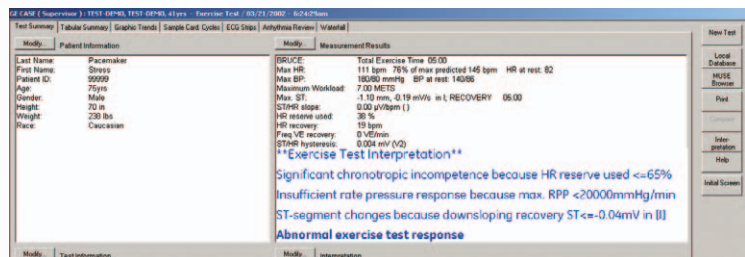 GE CASE ( Supervisor ) : TEST-DEMO, TEST-DEMO, 41yrs - Exercise Test / 03/21/2002 - 6:24:29am
Test Summary Tabular Summary Graphic Trends Sample Card. Cycles ECG Strips Arrhythmia Review Waterfall
Modify... Patient Information
Last Name: Pacemaker
First Name: Stress
Patient ID: 99999
Age: 75yrs
Gender: Male
Height: 70 in
Weight: 238 lbs
Race: Caucasian
Modify... Measurement Results
BRUCE: Total Exercise Time 05:00
Max HR: 111 bpm 76% of max predicted 145 bpm HR at rest: 82
Max BP: 180/80 mmHg BP at rest: 140/86
Maximum Workload: 7.00 METS
Max. ST: -1.10 mm, -0.19 mV/s in I; RECOVERY 05:00
ST/HR slope: 0.00 µV/bpm ( )
HR reserve used: 38 %
HR recovery: 19 bpm
Freq VE recovery: 0 VE/min
ST/HR hysteresis: 0.004 mV (V2)
**Exercise Test Interpretation**
Significant chronotropic incompetence because HR reserve used <=65%
Insufficient rate pressure response because max. RPP <20000mmHg/min
ST-segment changes because downsloping recovery ST<=-0.04mV in [I]
Abnormal exercise test response
New Test
Local
Database
MUSE
Browser
Print
Inter-
pretation
Help
Initial Screen
Modify... Test Information
Modify... Interpretation